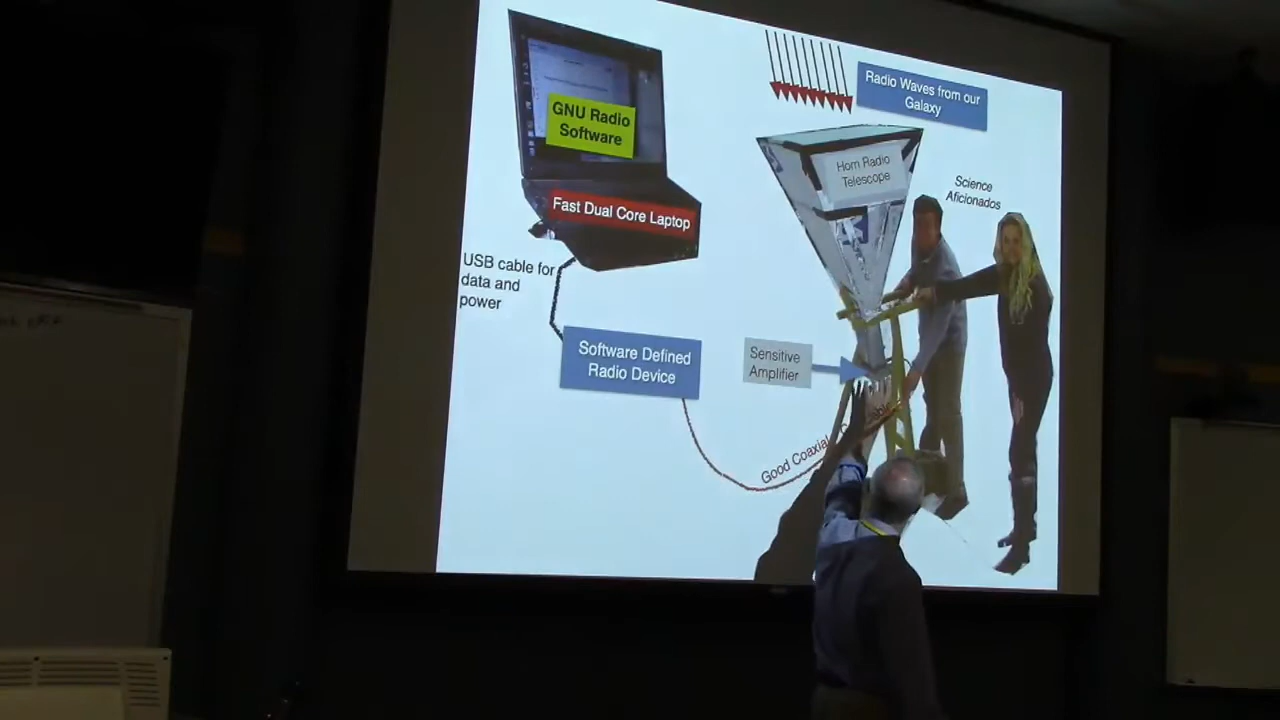 GNU Radio
Software
Fast Dual Core Laptop
USB cable for
data and
power
Software Defined
Radio Device
Radio Waves from our
Galaxy
Horn Radio
Telescope
Science
Aficionados
Sensitive
Amplifier
Good Coaxial